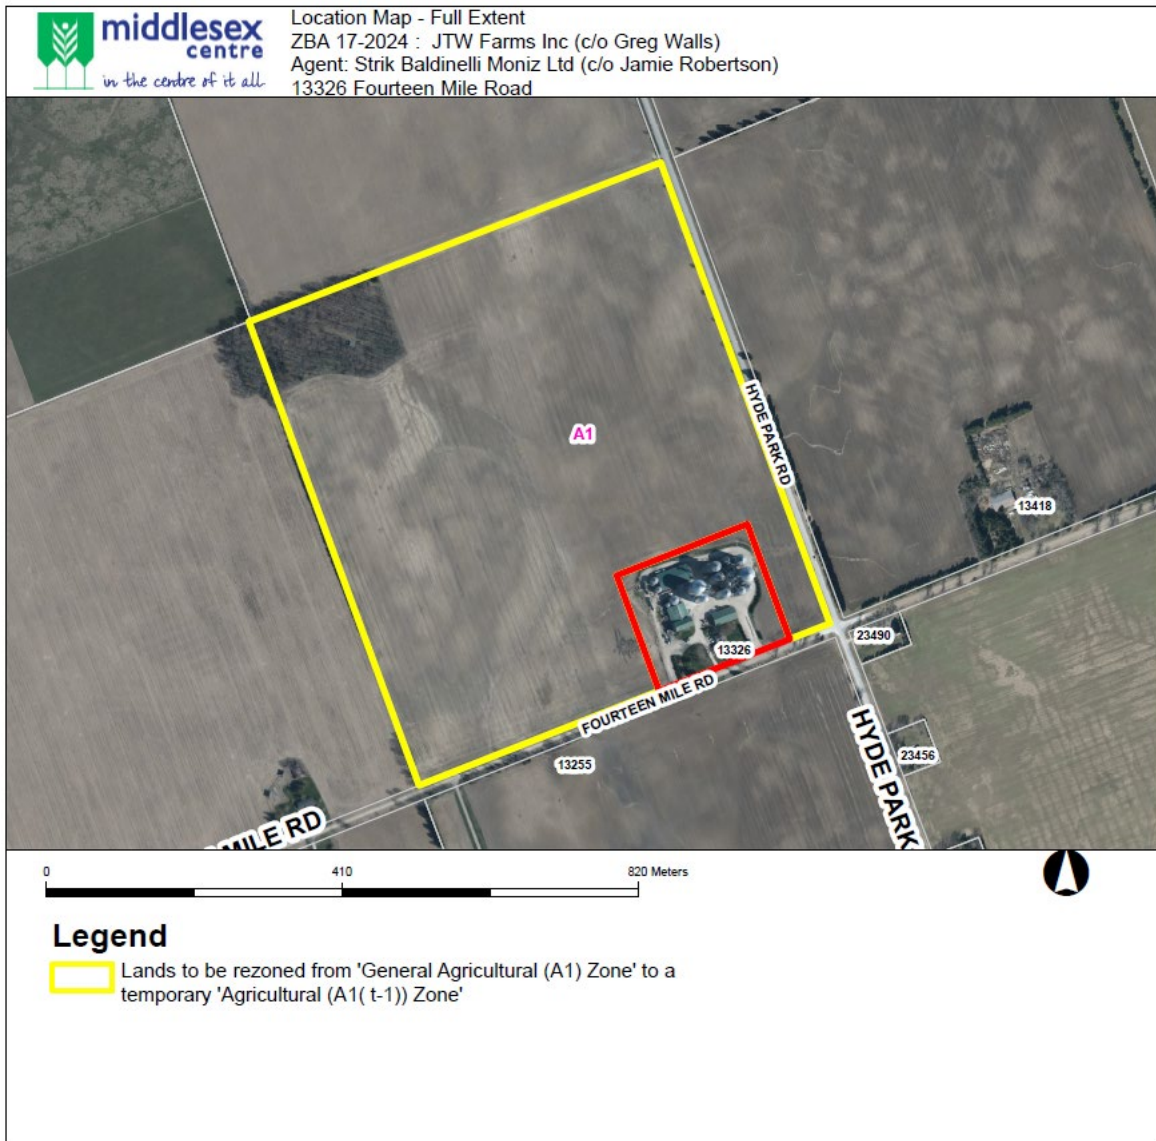 middlesex
centre
in the centre of it all
Location Map - Full Extent
ZBA 17-2024 : JTW Farms Inc (c/o Greg Walls)
Agent: Strik Baldinelli Moniz Ltd (c/o Jamie Robertson)
13326 Fourteen Mile Road
A1
HYDE PARK RD
13418
23490
13326
FOURTEEN MILE RD
13255
23456
HYDE PARK
MILE RD
0 410 820 Meters
Legend
Lands to be rezoned from 'General Agricultural (A1) Zone' to a
temporary 'Agricultural (A1( t-1)) Zone'